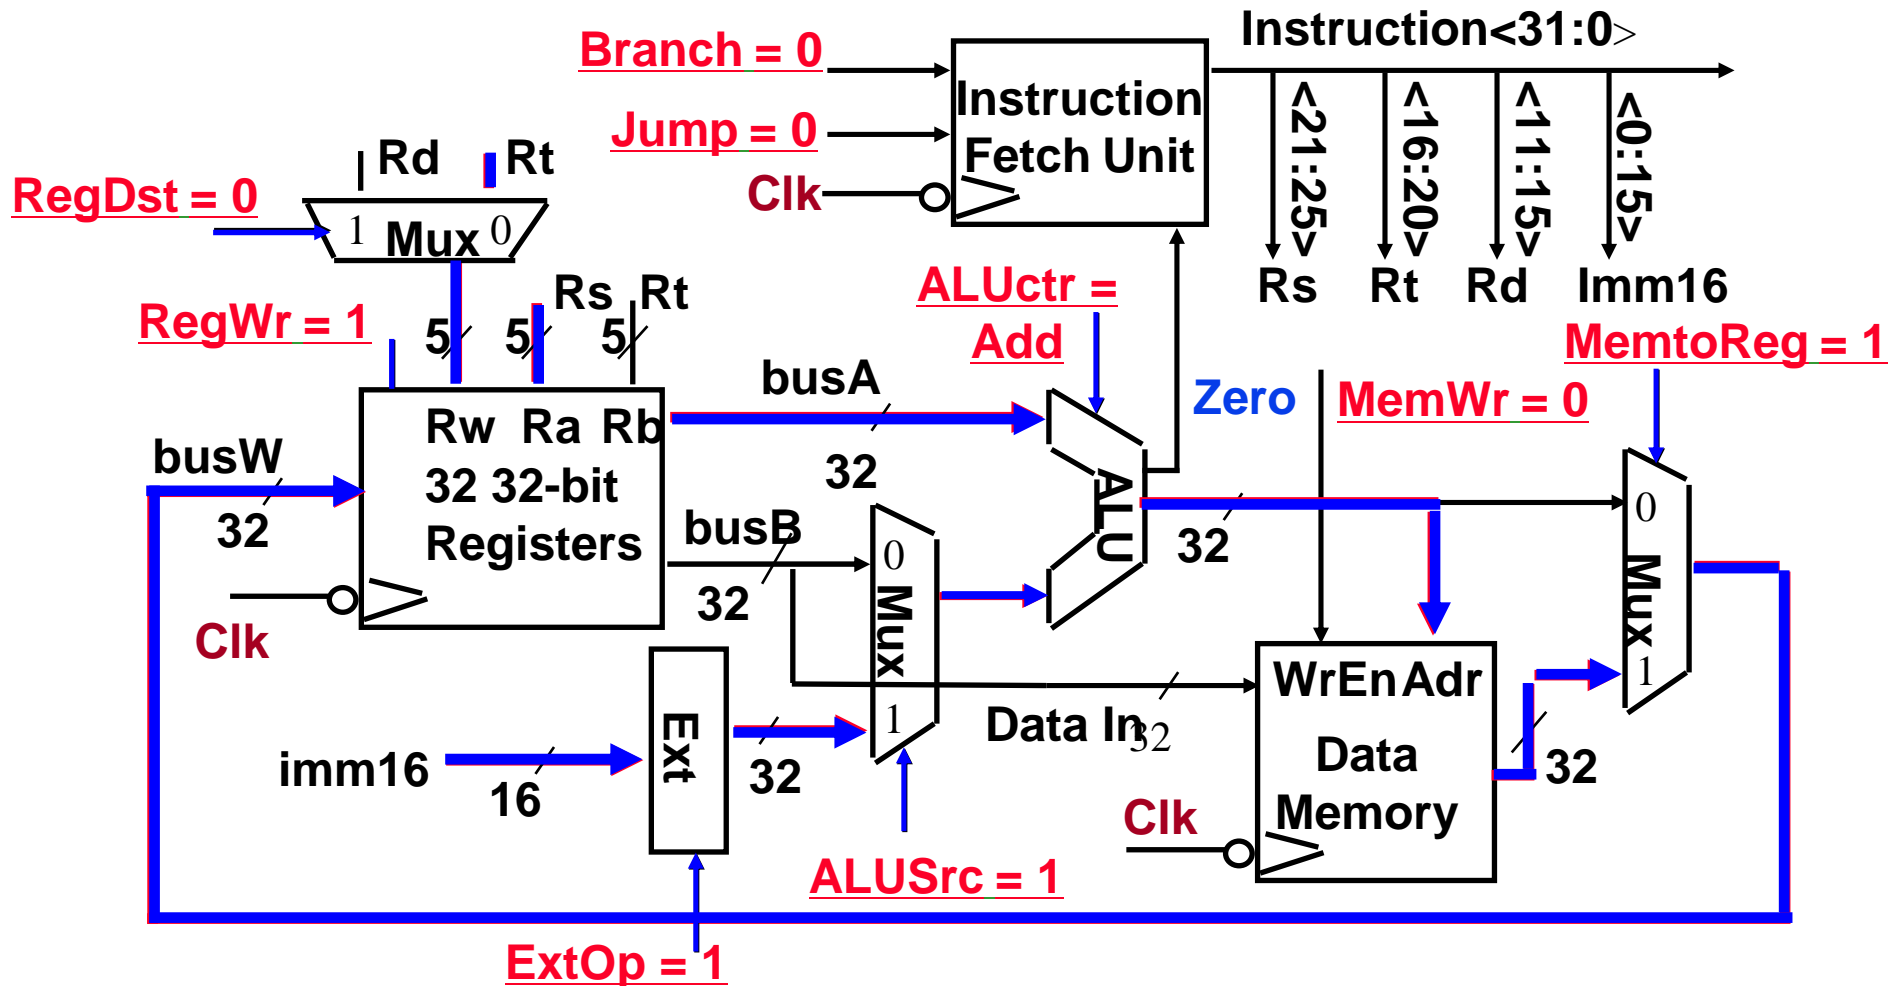 Instruction<31:0>
Branch = 0
Instruction
Fetch Unit
Jump = 0
Clk
<21:25>
<16:20>
<11:15>
<0:15>
Rs
Rt
Rd
Imm16
Rd
Rt
RegDst = 0
1
Mux
0
RegWr = 1
5
5
Rs
5
Rt
ALUctr =
Add
MemtoReg = 1
busA
32
Zero
MemWr = 0
busW
32
Rw
Ra
Rb
32 32-bit
Registers
Clk
busB
32
0
Mux
1
ALU
32
0
Mux
1
WrEn
Adr
Data
Memory
Data In
32
32
Clk
imm16
16
Ext
32
ALUSrc = 1
ExtOp = 1